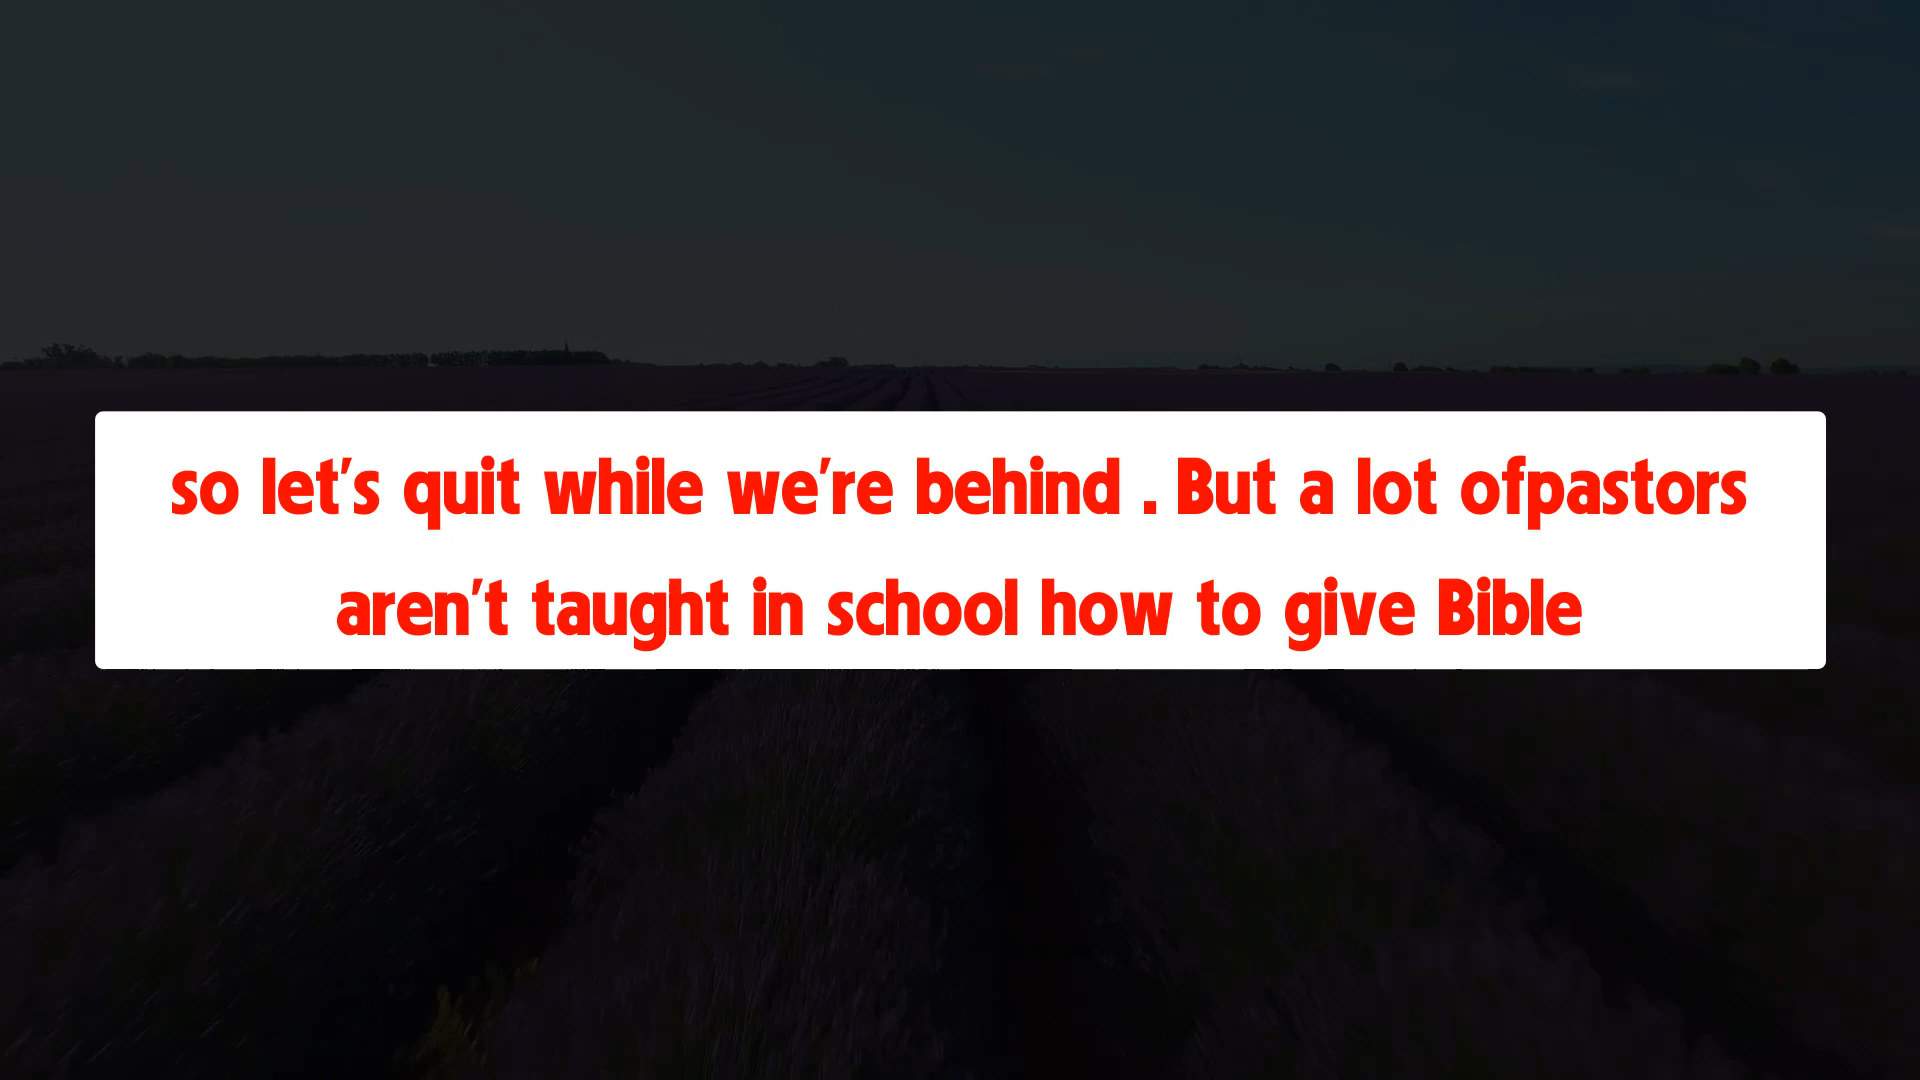 so let's quit while we're behind . But a lot ofpastors
aren't taught in school how to give Bible